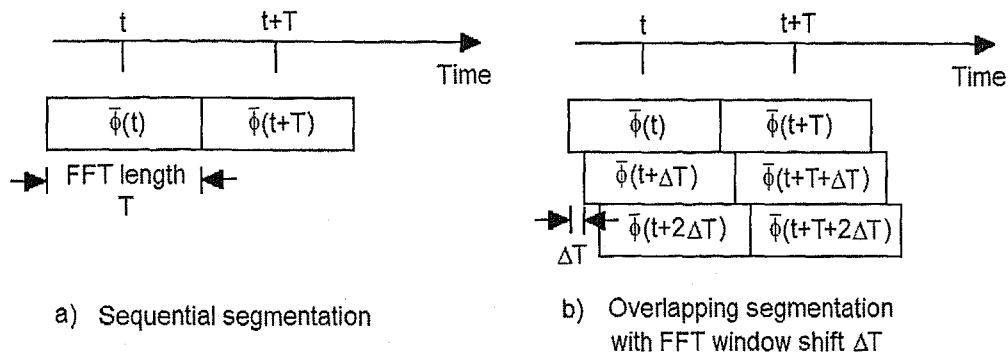 t
t+T
Time
ϕ̄(t)
ϕ̄(t+T)
FFT length
T
a) Sequential segmentation
t
t+T
Time
ϕ̄(t)
ϕ̄(t+T)
ϕ̄(t+ΔT)
ϕ̄(t+T+ΔT)
ϕ̄(t+2ΔT)
ϕ̄(t+T+2ΔT)
ΔT
b) Overlapping segmentation
with FFT window shift ΔT